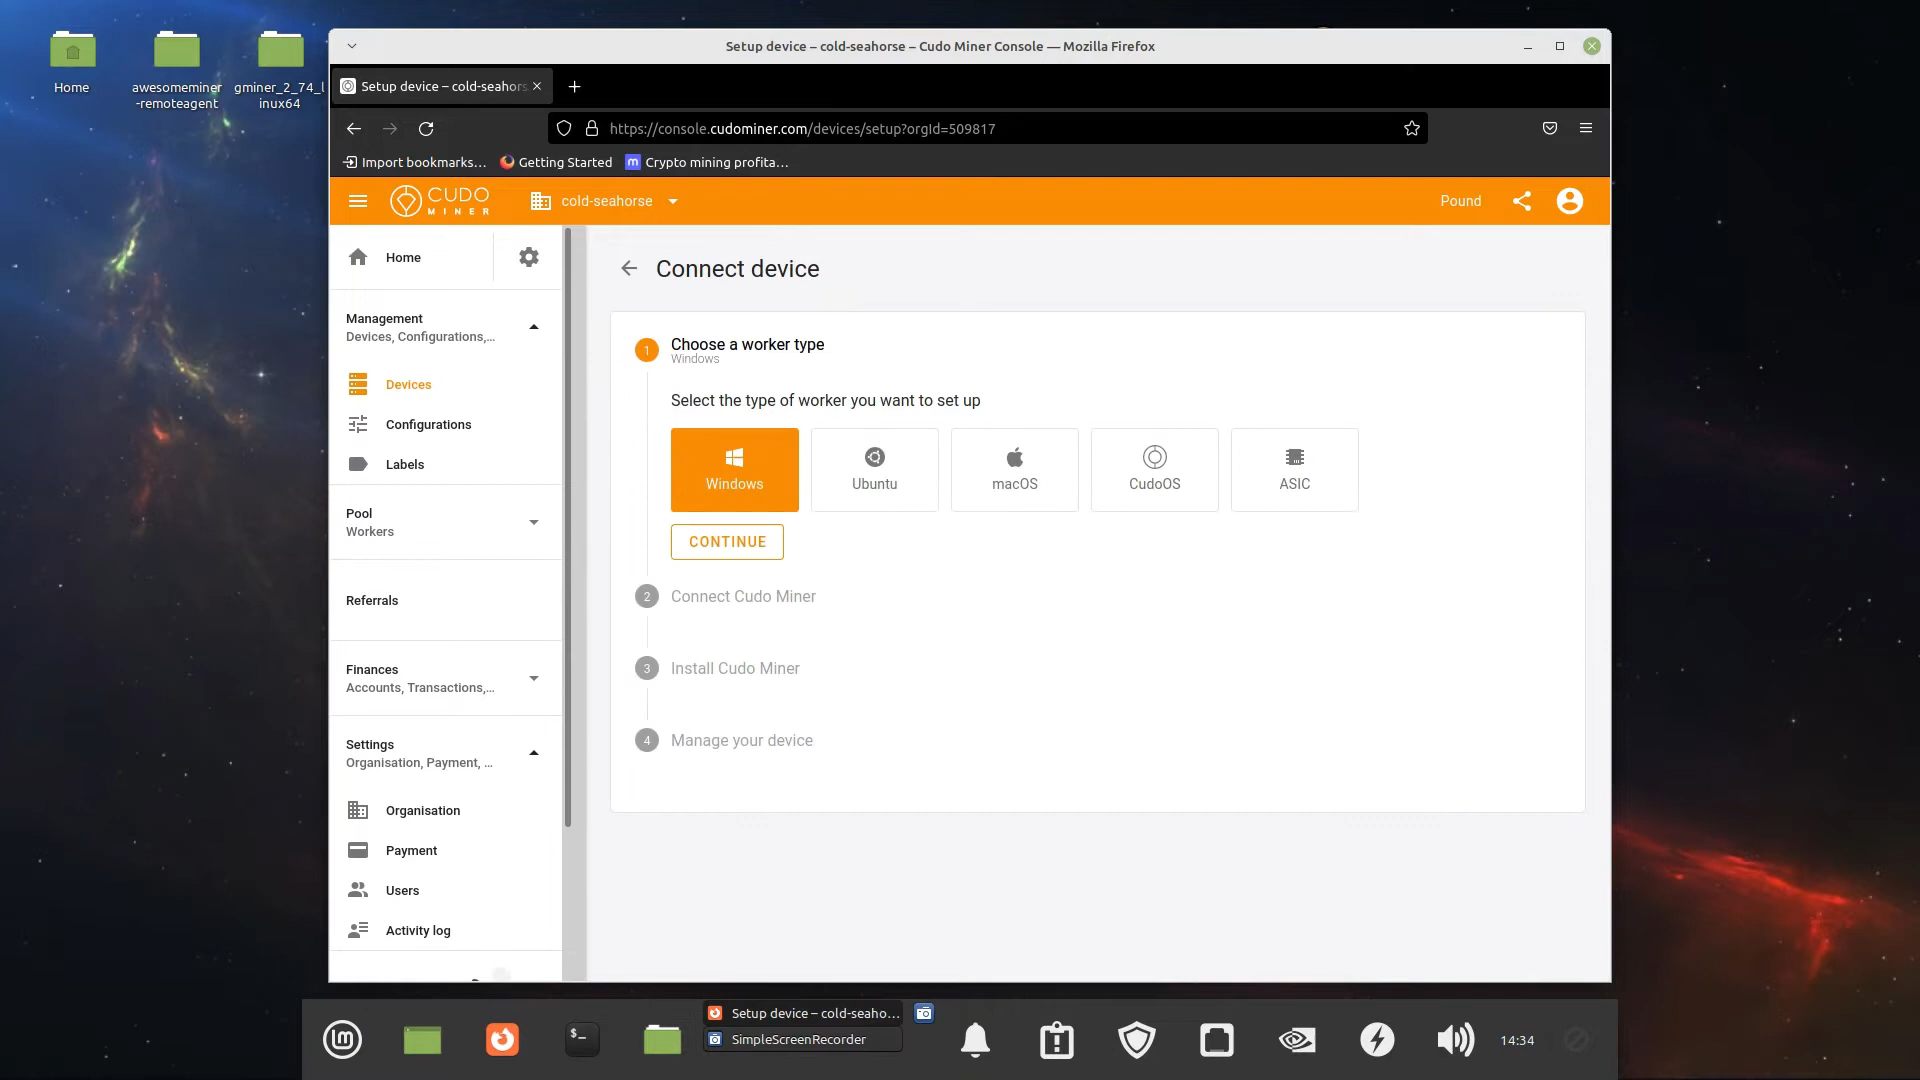 Home
awesomeminer
-remoteagent
gminer_2_74_l
inux64
Setup device – cold-seahorse – Cudo Miner Console — Mozilla Firefox
Setup device – cold-seahors
https://console.cudominer.com/devices/setup?orgId=509817
Import bookmarks…
Getting Started
m
Crypto mining profita…
CUDO
MINER
cold-seahorse
Pound
Home
Management
Devices, Configurations,…
Devices
Configurations
Labels
Pool
Workers
Referrals
Finances
Accounts, Transactions,…
Settings
Organisation, Payment, …
Organisation
Payment
Users
Activity log
Connect device
1
Choose a worker type
Windows
Select the type of worker you want to set up
Windows
Ubuntu
macOS
CudoOS
ASIC
CONTINUE
2
Connect Cudo Miner
3
Install Cudo Miner
4
Manage your device
Setup device – cold-seaho…
SimpleScreenRecorder
14:34